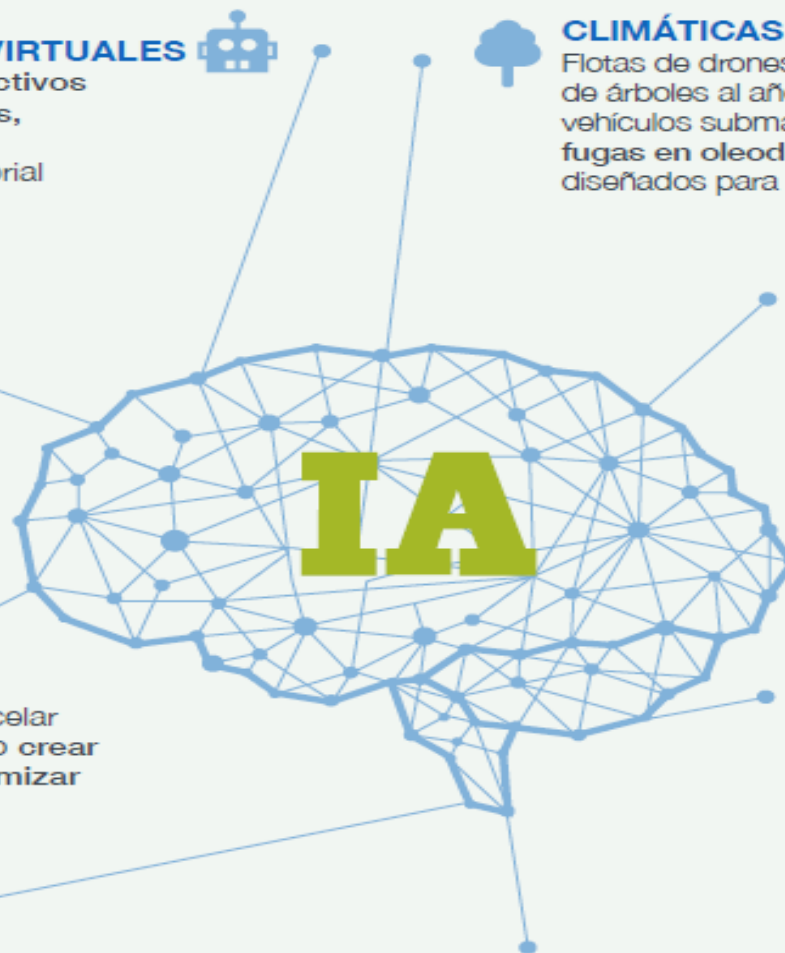 VIRTUALES
ctivos
s,
rial
CLIMÁTICAS
Flotas de drones
de árboles al añ
vehículos subma
fugas en oleod
diseñados para
IA
celar
O crear
mizar